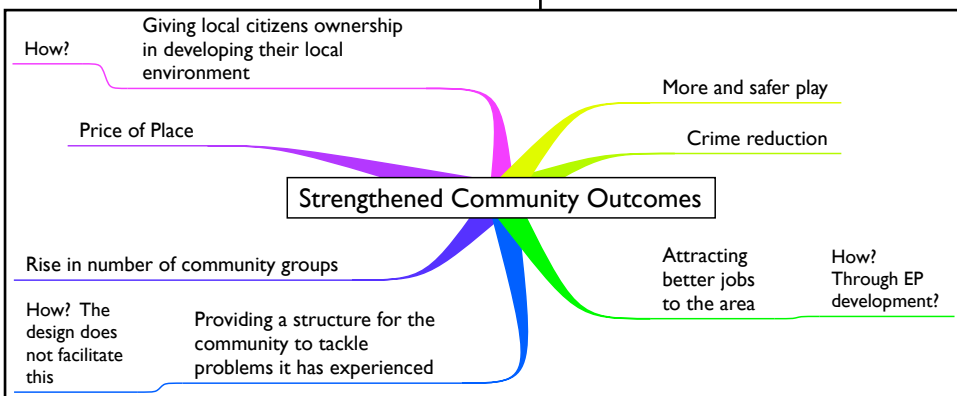 How?
Giving local citizens ownership
in developing their local
environment
More and safer play
Price of Place
Crime reduction
Strengthened Community Outcomes
Rise in number of community groups
Attracting
better jobs
to the area
How?
Through EP
development?
How? The
design does
not facilitate
this
Providing a structure for the
community to tackle
problems it has experienced